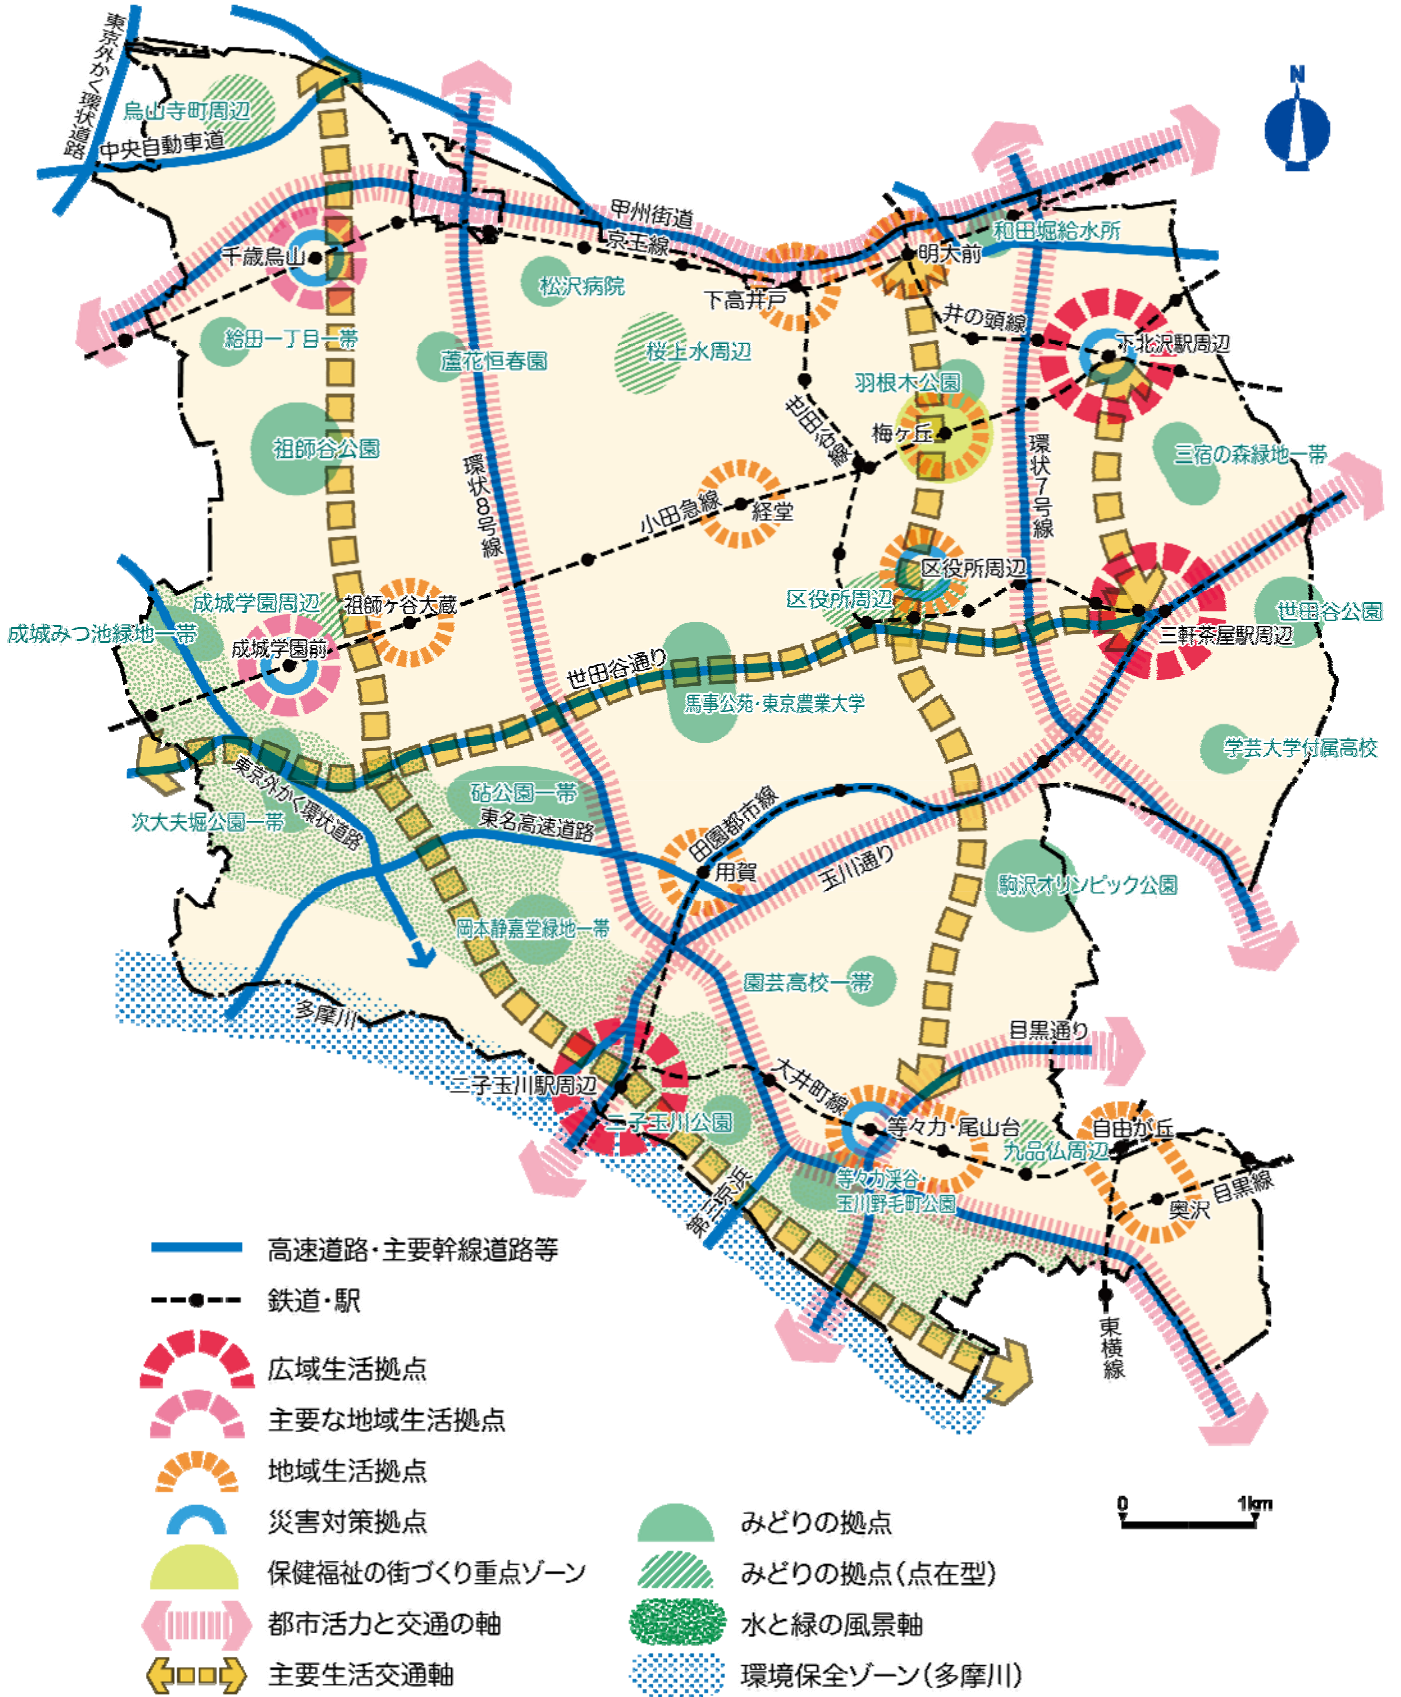 東京外かく環状道路
N
烏山寺町周辺
中央自動車道
甲州街道
京王線
和田堀給水所
明大前
千歳烏山
松沢病院
下高井戸
井の頭線
給田一丁目一帯
蘆花恒春園
桜上水周辺
下北沢駅周辺
羽根木公園
世田谷線
梅ヶ丘
祖師谷公園
環状8号線
環状7号線
三宿の森緑地一帯
小田急線
経堂
区役所周辺
区役所周辺
成城学園周辺
祖師ヶ谷大蔵
世田谷公園
成城みつ池緑地一帯
成城学園前
三軒茶屋駅周辺
世田谷通り
馬事公苑・東京農業大学
学芸大学付属高校
東京外かく環状道路
砧公園一帯
次大夫堀公園一帯
東名高速道路
田園都市線
用賀
玉川通り
駒沢オリンピック公園
岡本静嘉堂緑地一帯
園芸高校一帯
多摩川
目黒通り
二子玉川駅周辺
大井町線
二子玉川公園
等々力・尾山台
自由が丘
九品仏周辺
等々力渓谷・
玉川野毛町公園
第三京浜
奥沢
目黒線
東横線
高速道路・主要幹線道路等
鉄道・駅
広域生活拠点
主要な地域生活拠点
地域生活拠点
災害対策拠点
保健福祉の街づくり重点ゾーン
都市活力と交通の軸
主要生活交通軸
みどりの拠点
みどりの拠点（点在型）
水と緑の風景軸
環境保全ゾーン（多摩川）
0 1km